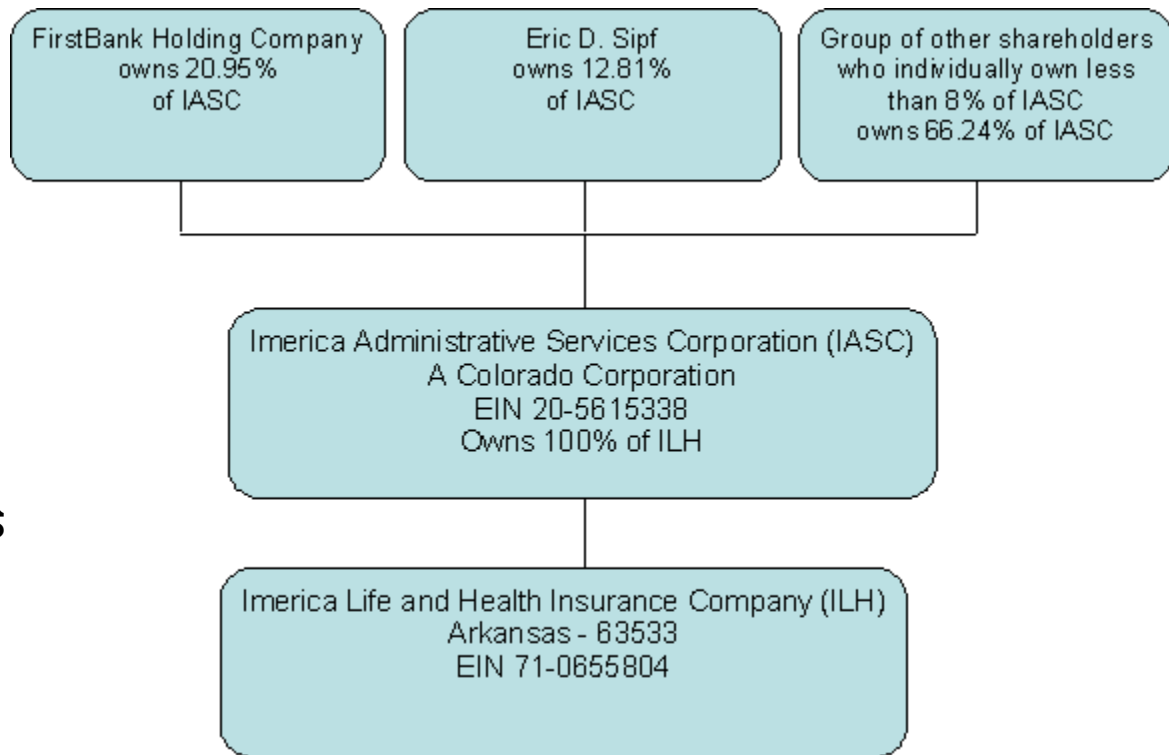 FirstBank Holding Company
owns 20.95%
of IASC
Eric D. Sipf
owns 12.81%
of IASC
Group of other shareholders
who individually own less
than 8% of IASC
owns 66.24% of IASC
Imerica Administrative Services Corporation (IASC)
A Colorado Corporation
EIN 20-5615338
Owns 100% of ILH
s
Imerica Life and Health Insurance Company (ILH)
Arkansas - 63533
EIN 71-0655804